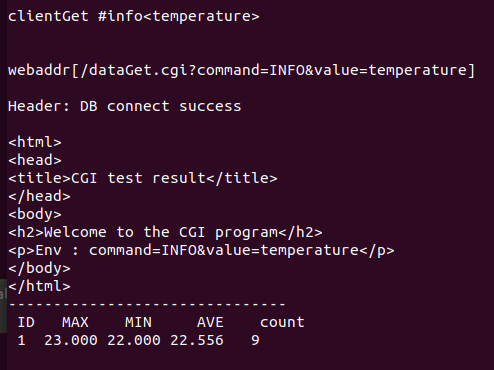 clientGet #info<temperature>
webaddr[/dataGet.cgi?command=INFO&value=temperature]
Header: DB connect success
<html>
<head>
<title>CGI test result</title>
</head>
<body>
<h2>Welcome to the CGI program</h2>
<p>Env : command=INFO&value=temperature</p>
</body>
</html>
-------------------------------
ID MAX MIN AVE count
1 23.000 22.000 22.556 9